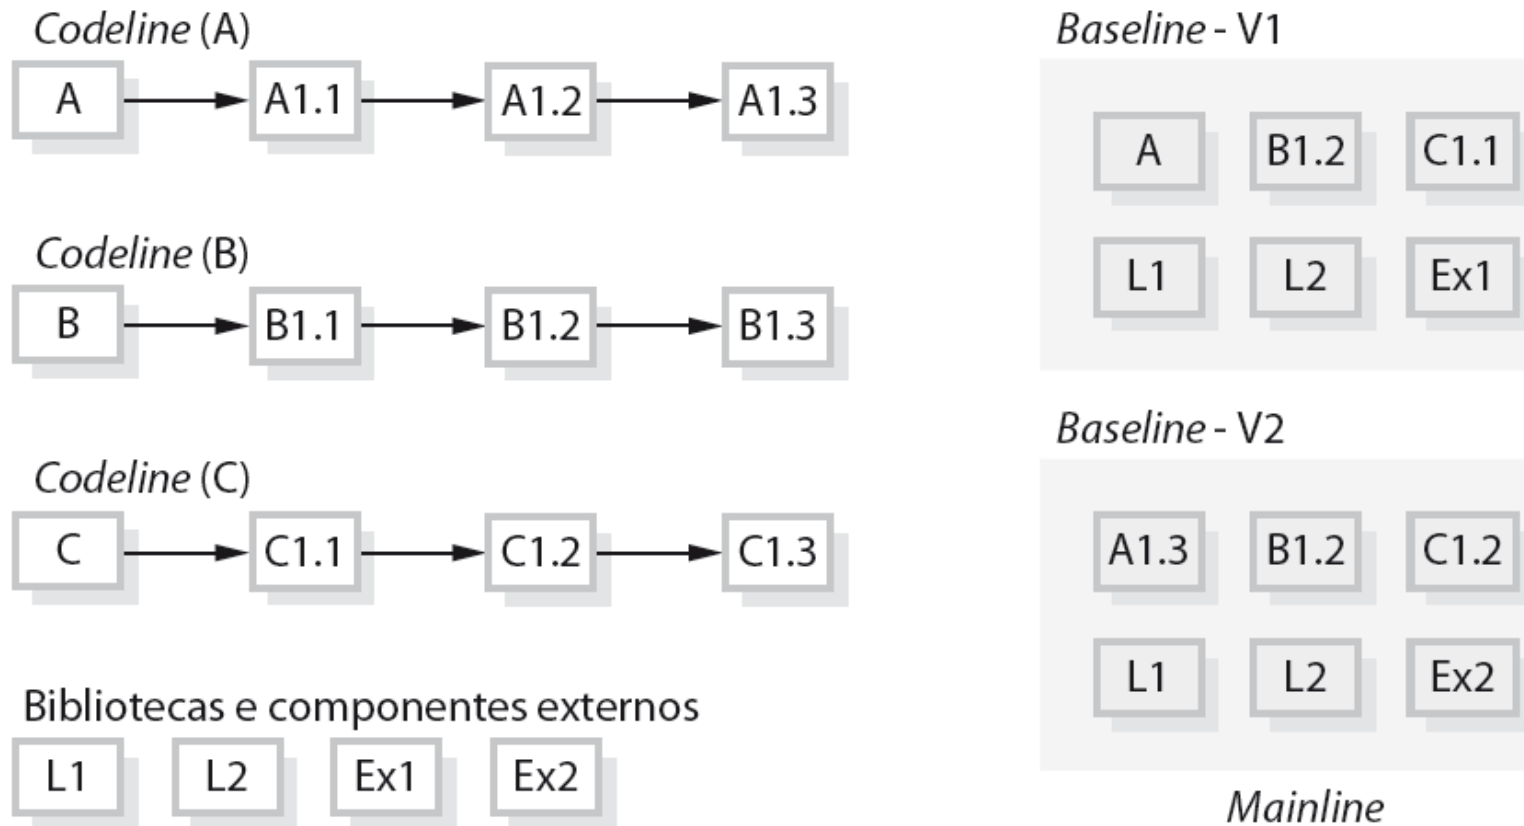 Codeline (A)
A A1.1 A1.2 A1.3
Codeline (B)
B B1.1 B1.2 B1.3
Codeline (C)
C C1.1 C1.2 C1.3
Bibliotecas e componentes externos
L1 L2 Ex1 Ex2
Baseline - V1
A B1.2 C1.1
L1 L2 Ex1
Baseline - V2
A1.3 B1.2 C1.2
L1 L2 Ex2
Mainline